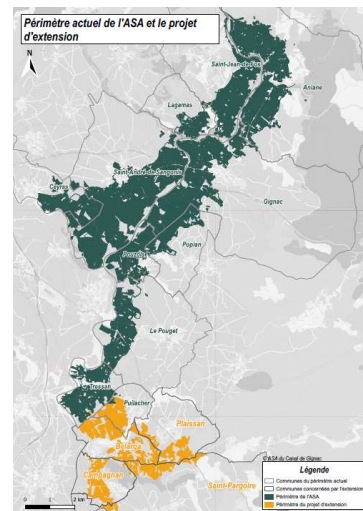 Périmètre actuel de l'ASA et le projet
d'extension
N
Saint-Jean-de-Fos
Aniane
Lagamas
Saint-André-de-Sangonis
Ceyras
Gignac
Popian
Pouzols
Le Pouget
Tressan
Puilacher
Plaissan
Bélarga
Campagnan
Saint-Pargoire
©ASA du Canal de Gignac
Légende
Communes du périmètre actuel
Communes concernées par l'extension
Périmètre de l'ASA
Périmètre du projet d'extension
0 1 2 km